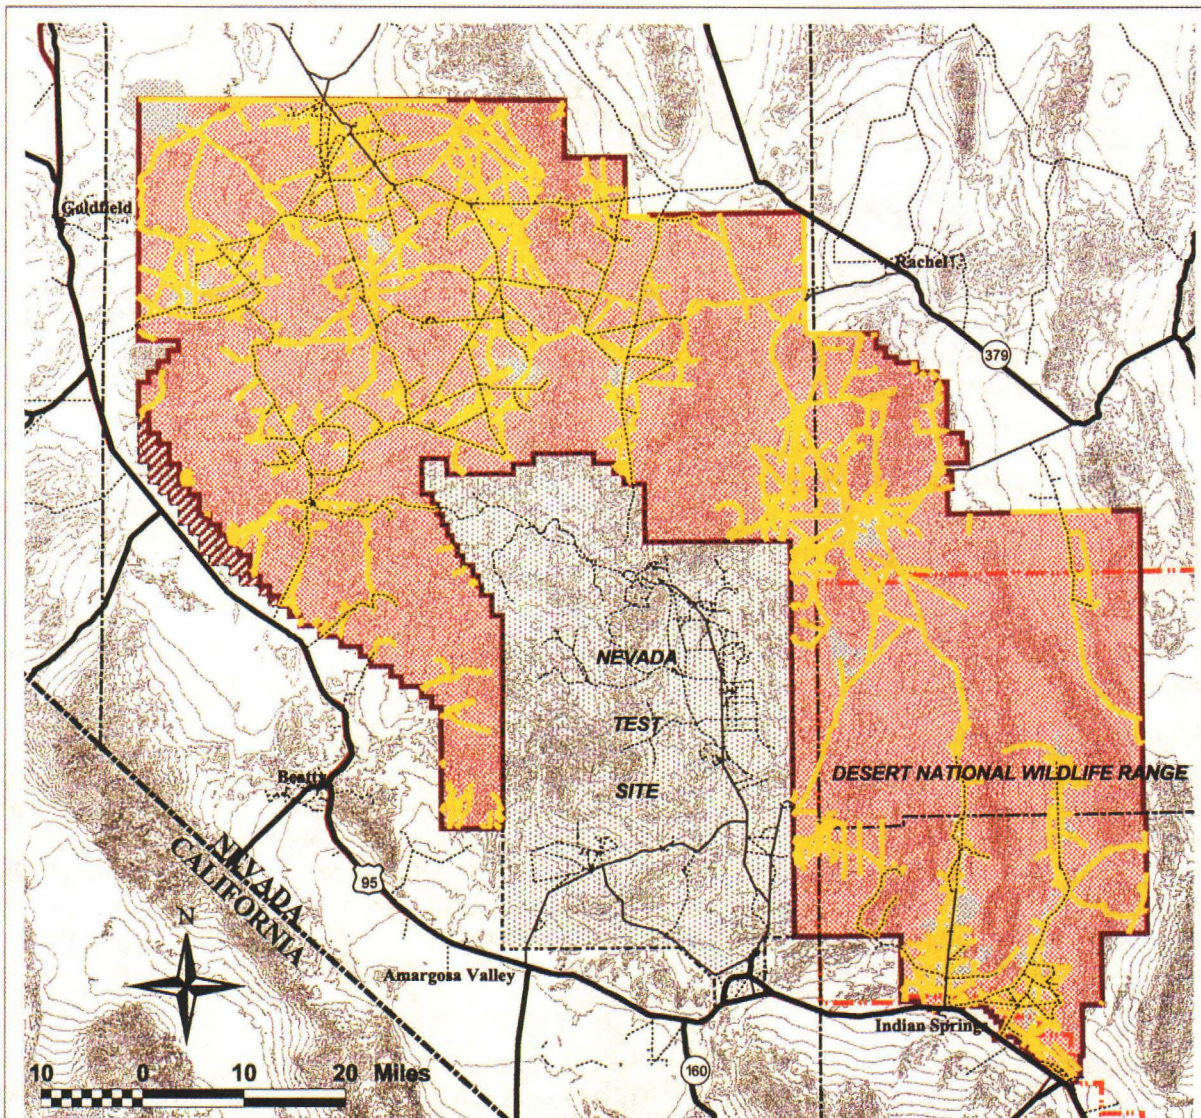 Goldfield
Rachel
379
NEVADA
TEST
SITE
DESERT NATIONAL WILDLIFE RANGE
Beatty
NEVADA
CALIFORNIA
95
N
Amargosa Valley
Indian Springs
160
10 0 10 20 Miles